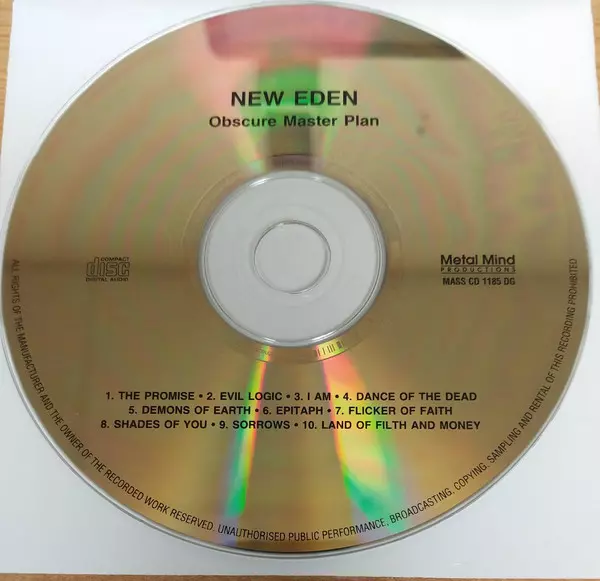 NEW EDEN
Obscure Master Plan
COMPACT
disc
DIGITAL AUDIO
Metal Mind
PRODUCTIONS
MASS CD 1185 DG
1. THE PROMISE • 2. EVIL LOGIC • 3. I AM • 4. DANCE OF THE DEAD
5. DEMONS OF EARTH • 6. EPITAPH • 7. FLICKER OF FAITH
8. SHADES OF YOU • 9. SORROWS • 10. LAND OF FILTH AND MONEY
ALL RIGHTS OF THE MANUFACTURER AND THE OWNER OF THE RECORDED WORK RESERVED. UNAUTHORISED PUBLIC PERFORMANCE, BROADCASTING, COPYING, SAMPLING AND RENTAL OF THIS RECORDING PROHIBITED